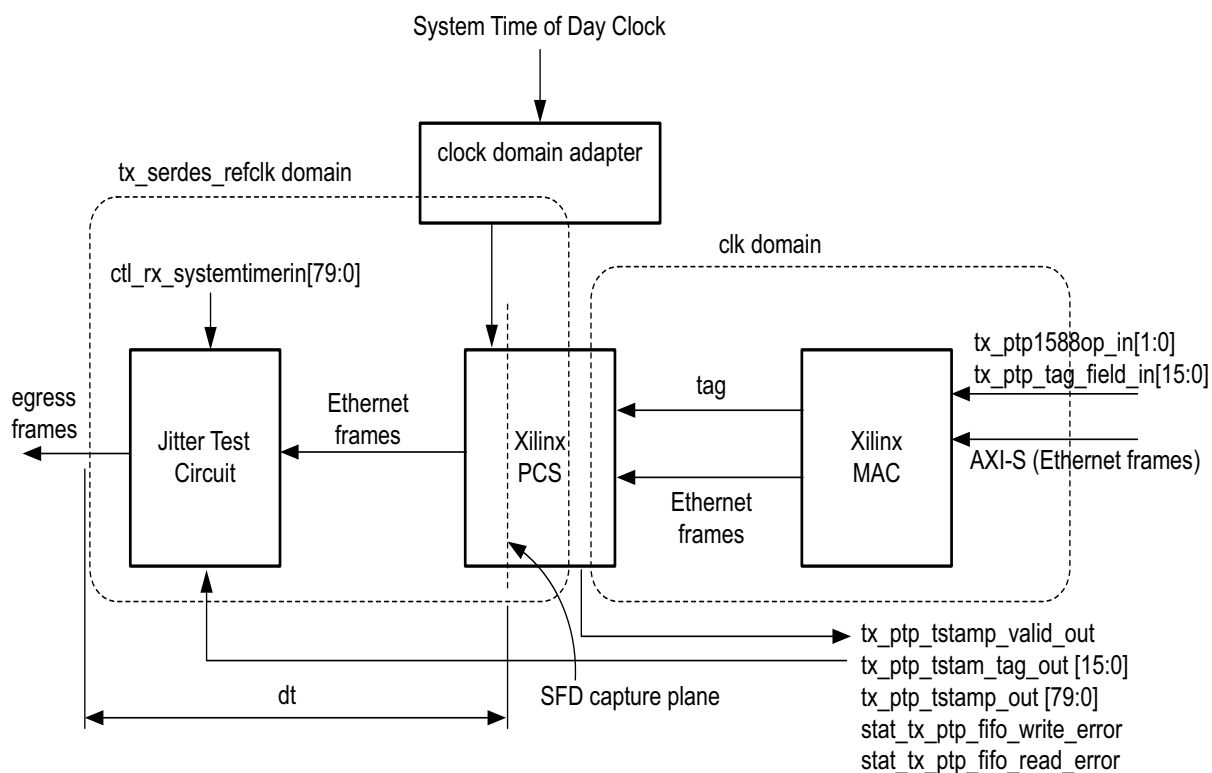 System Time of Day Clock
clock domain adapter
tx_serdes_refclk domain
clk domain
ctl_rx_systemtimerin[79:0]
tx_ptp1588op_in[1:0]
tx_ptp_tag_field_in[15:0]
tag
egress
frames
Ethernet
frames
Jitter Test
Circuit
Xilinx
PCS
Xilinx
MAC
AXI-S (Ethernet frames)
Ethernet
frames
tx_ptp_tstamp_valid_out
tx_ptp_tstam_tag_out [15:0]
dt
SFD capture plane
tx_ptp_tstamp_out [79:0]
stat_tx_ptp_fifo_write_error
stat_tx_ptp_fifo_read_error